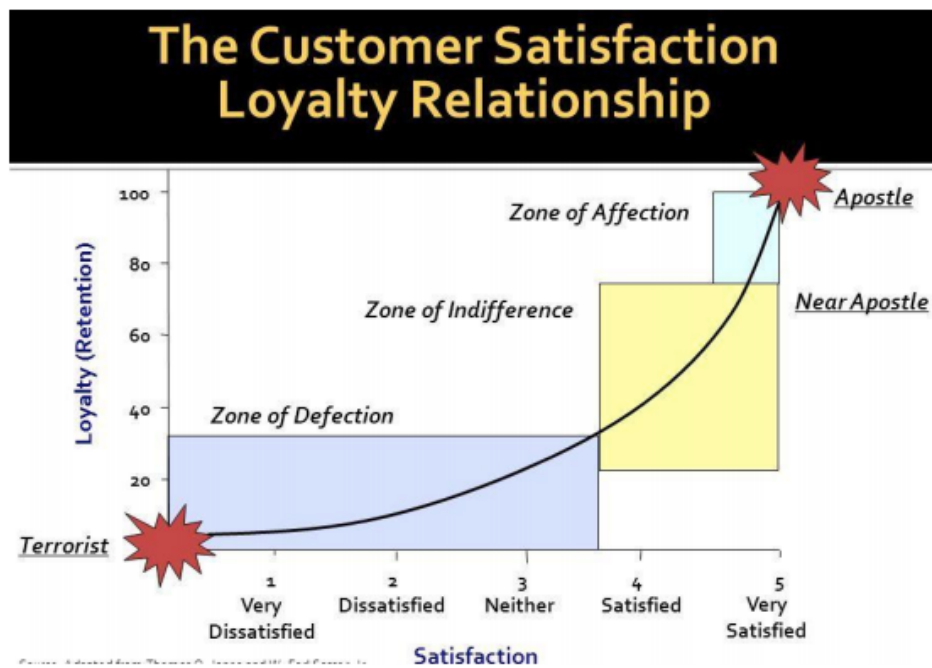 The Customer Satisfaction
Loyalty Relationship
100
80
60
40
20
Loyalty (Retention)
Zone of Affection
Apostle
Zone of Indifference
Near Apostle
Zone of Defection
Terrorist
1
2
3
4
5
Very
Dissatisfied
Dissatisfied
Neither
Satisfied
Very
Satisfied
Satisfaction